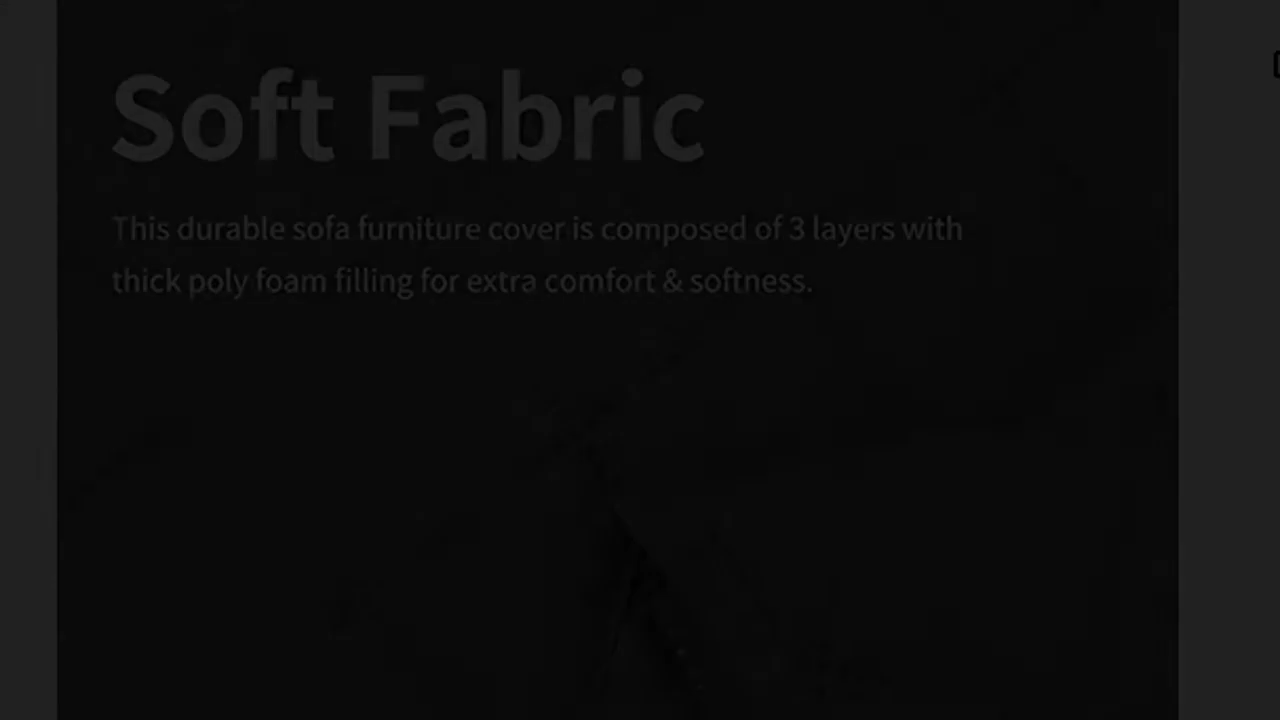 Soft Fabric
This durable sofa furniture cover is composed of 3 layers with
thick poly foam filling for extra comfort & softness.